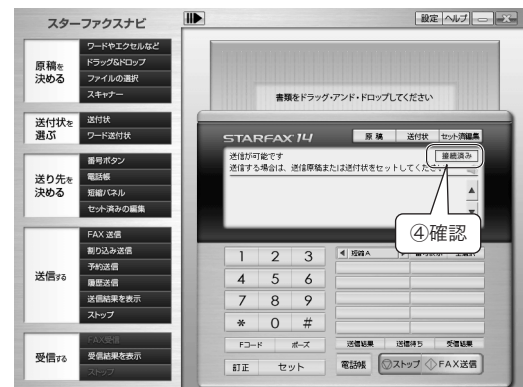 スターファクスナビ
設定 ヘルプ
原稿を
決める
ワードやエクセルなど
ドラッグ&ドロップ
ファイルの選択
スキャナー
送付状を
選ぶ
送付状
ワード送付状
送り先を
決める
番号ボタン
電話帳
短縮パネル
セット済みの編集
送信する
FAX 送信
割り込み送信
予約送信
順歴送信
送信結果を表示
ストップ
受信する
FAX受信
受信結果を表示
ストップ
書類をドラッグ・アンド・ドロップしてください
STARFAX 14
原 稿 送付状 セット済編集
送信が可能です
接続済み
送信する場合は、送信原稿または送付状をセットしてくださ
④確認
1 2 3
4 5 6
7 8 9
* 0 #
Fコード ポーズ
訂正 セット
短縮A
送信結果 送信待ち 受信結果
電話帳 ストップ FAX送信